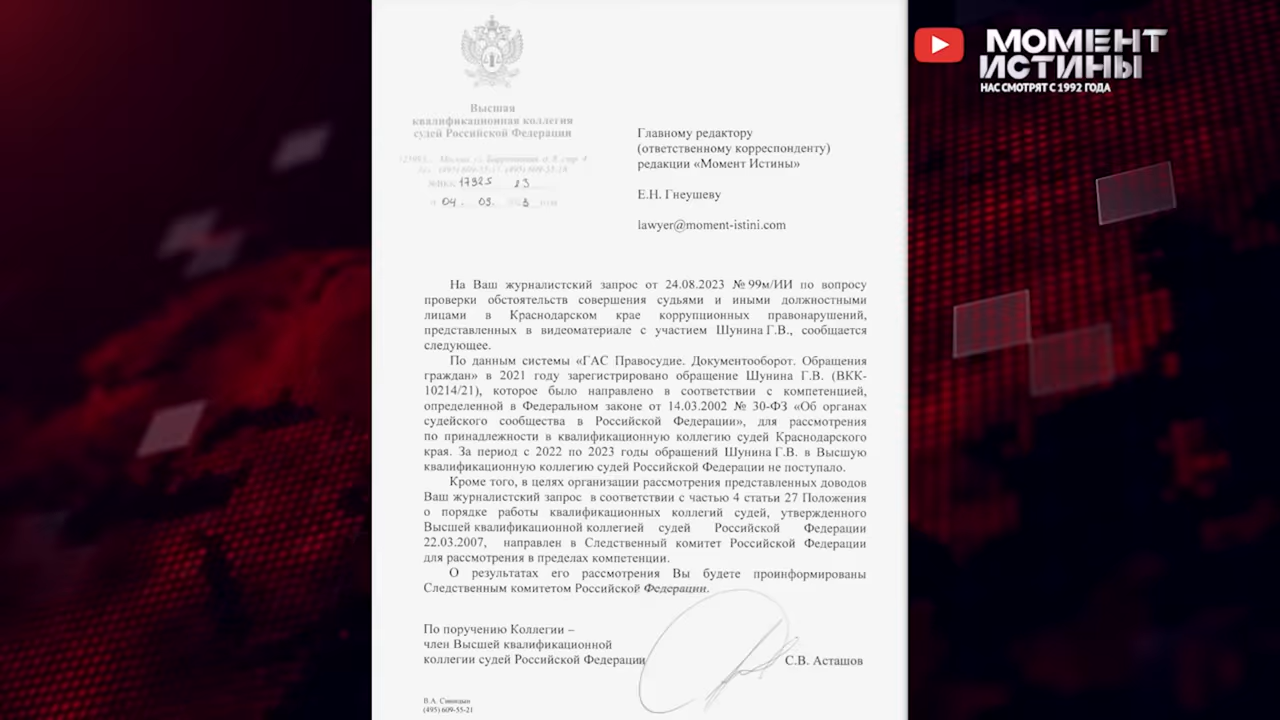 МОМЕНТ
ИСТИНЫ
НАС СМОТРЯТ С 1992 ГОДА
Высшая
квалификационная коллегия
судей Российской Федерации
17925 23
04 . 09. 3
Главному редактору
(ответственному корреспонденту)
редакции «Момент Истины»
Е.Н. Гнеушеву
lawyer@moment-istini.com
На Ваш журналистский запрос от 24.08.2023 № 99м/ИИ по вопросу
проверки обстоятельств совершения судьями и иными должностными
лицами в Краснодарском крае коррупционных правонарушений,
представленных в видеоматериале с участием Шунина Г.В., сообщается
следующее.
По данным системы «ГАС Правосудие. Документооборот. Обращения
граждан» в 2021 году зарегистрировано обращение Шунина Г.В. (ВКК-
10214/21), которое было направлено в соответствии с компетенцией,
определенной в Федеральном законе от 14.03.2002 № 30-ФЗ «Об органах
судейского сообщества в Российской Федерации», для рассмотрения
по принадлежности в квалификационную коллегию судей Краснодарского
края. За период с 2022 по 2023 годы обращений Шунина Г.В. в Высшую
квалификационную коллегию судей Российской Федерации не поступало.
Кроме того, в целях организации рассмотрения представленных доводов
Ваш журналистский запрос в соответствии с частью 4 статьи 27 Положения
о порядке работы квалификационных коллегий судей, утвержденного
Высшей квалификационной коллегией судей Российской Федерации
22.03.2007, направлен в Следственный комитет Российской Федерации
для рассмотрения в пределах компетенции.
О результатах его рассмотрения Вы будете проинформированы
Следственным комитетом Российской Федерации.
По поручению Коллегии –
член Высшей квалификационной
коллегии судей Российской Федерации
С.В. Асташов
В.А.
(495) 609-55-21